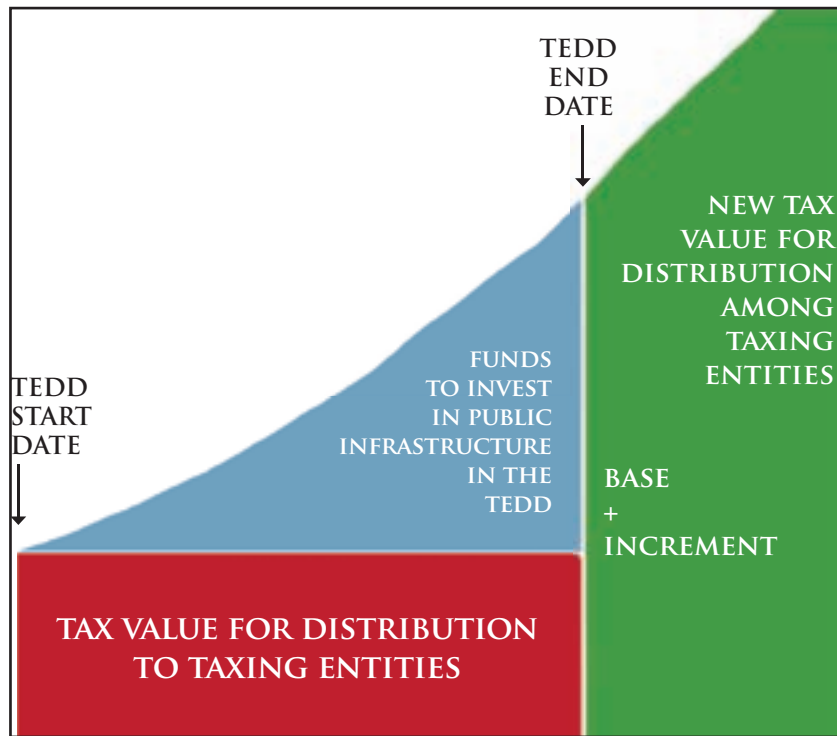 TEDD
END
DATE
NEW TAX
VALUE FOR
DISTRIBUTION
AMONG
TAXING
ENTITIES
FUNDS
TO INVEST
IN PUBLIC
INFRASTRUCTURE
IN THE
TEDD
TEDD
START
DATE
BASE
+
INCREMENT
TAX VALUE FOR DISTRIBUTION
TO TAXING ENTITIES